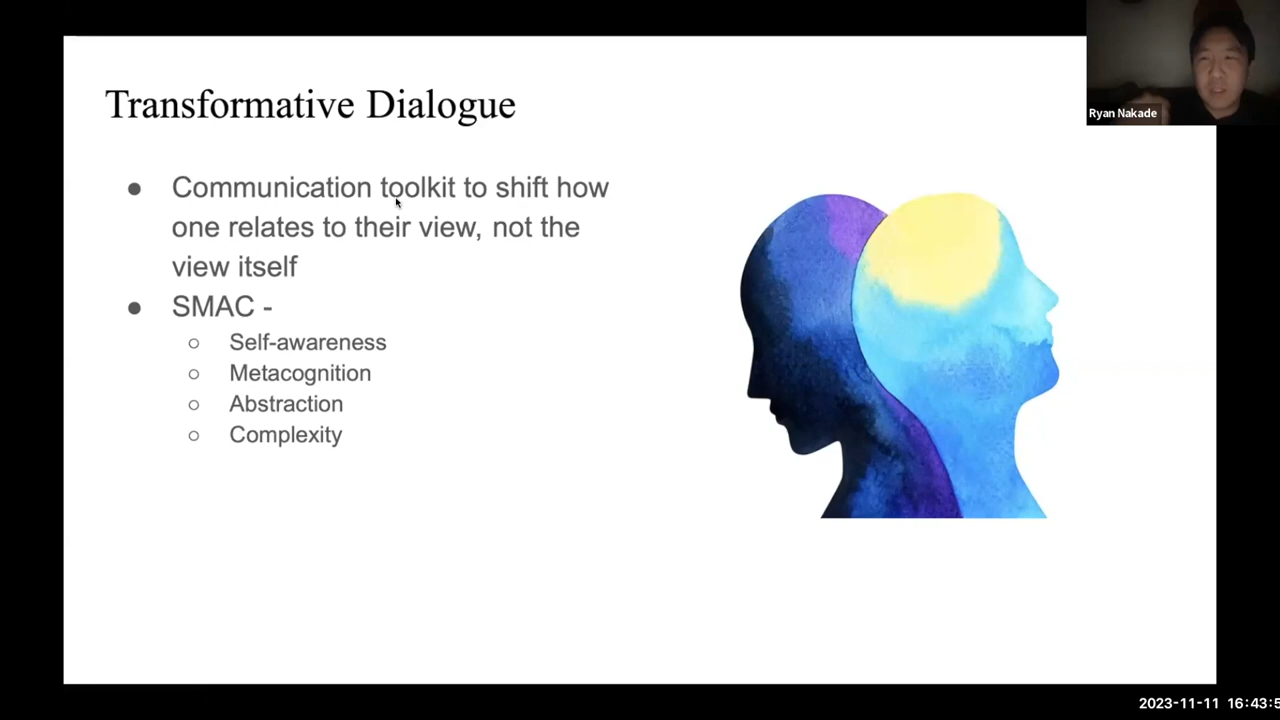 Transformative Dialogue
● Communication toolkit to shift how
one relates to their view, not the
view itself
● SMAC -
○ Self-awareness
○ Metacognition
○ Abstraction
○ Complexity
Ryan Nakade
2023-11-11 16:43:5